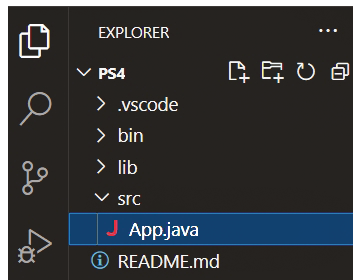 EXPLORER
PS4
.vscode
bin
lib
src
App.java
README.md